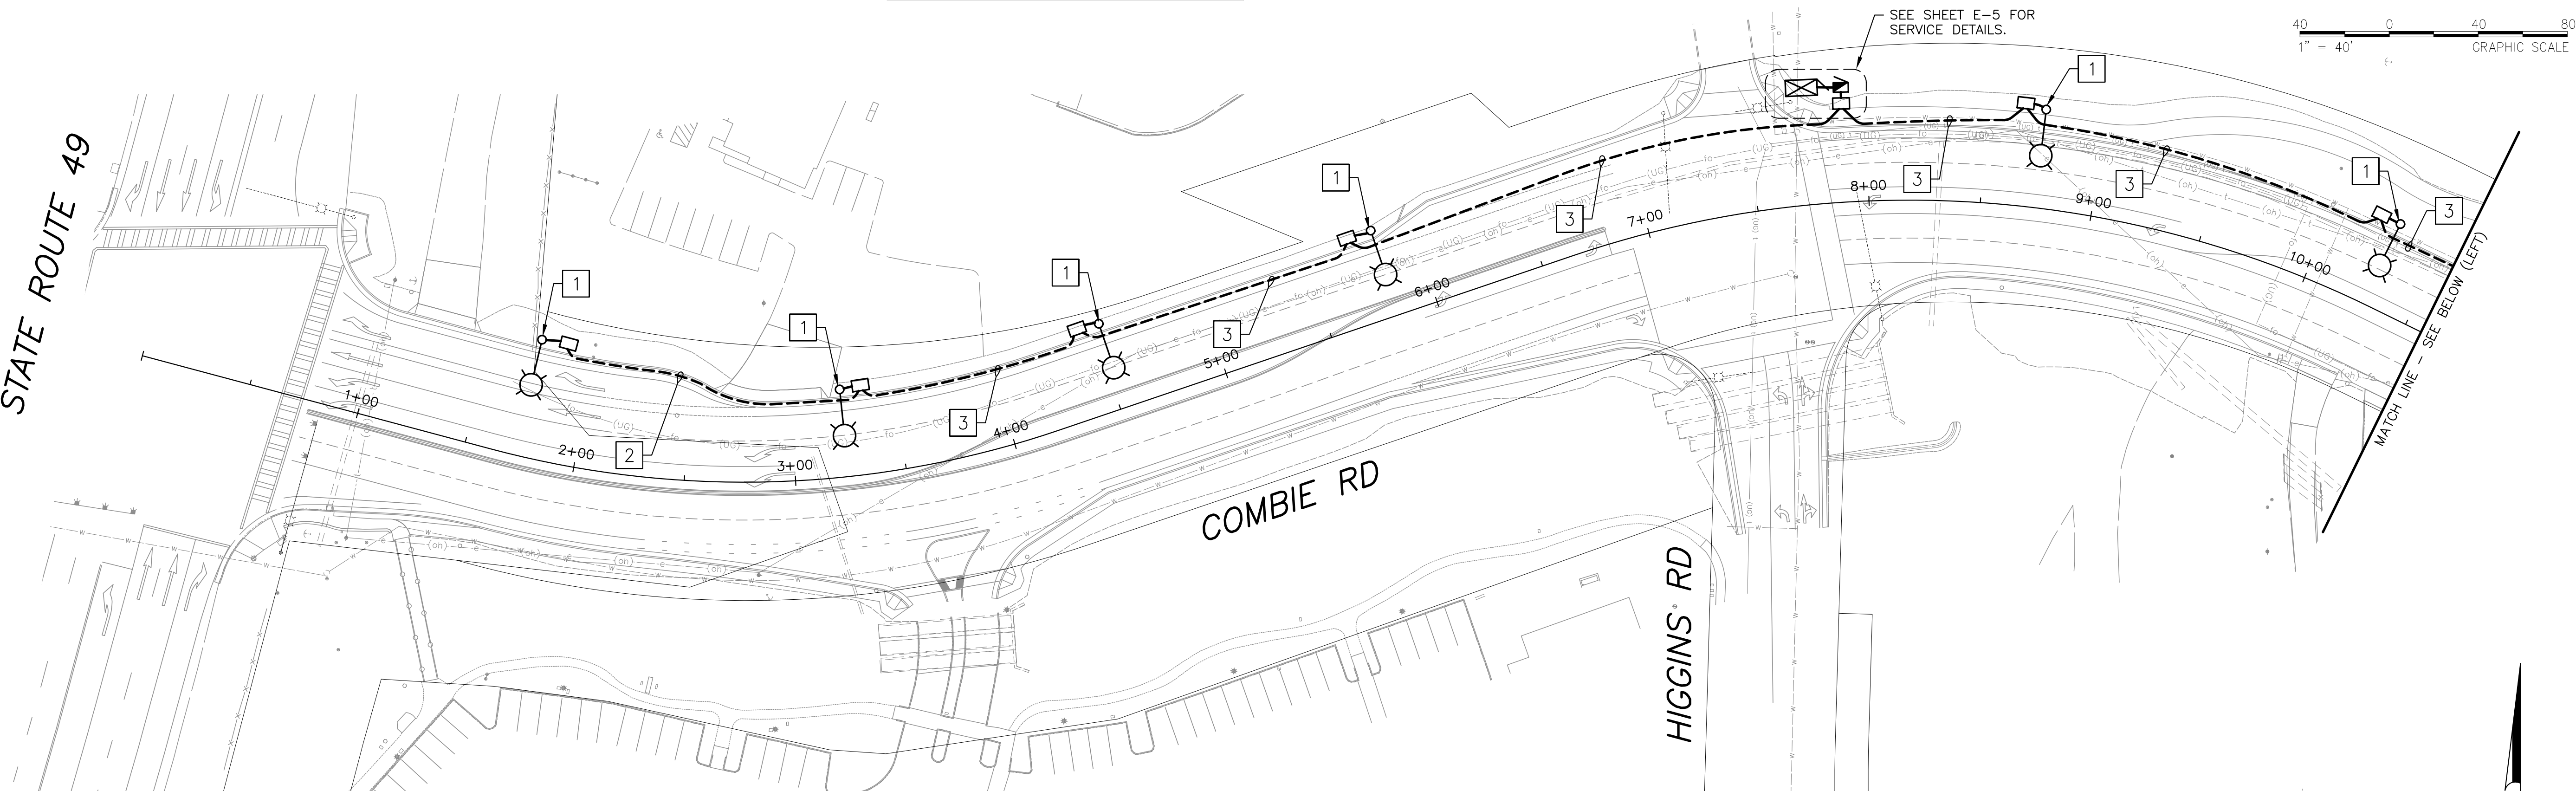 SEE SHEET E-5 FOR
SERVICE DETAILS.
40 0 40 80
1" = 40' GRAPHIC SCALE
1
1
1
1
1
1
3
3
3
3
3
3
2
STATE ROUTE 49
1+00
2+00
3+00
4+00
5+00
6+00
7+00
8+00
9+00
10+00
COMBIE RD
HIGGINS RD
MATCH LINE - SEE BELOW (LEFT)